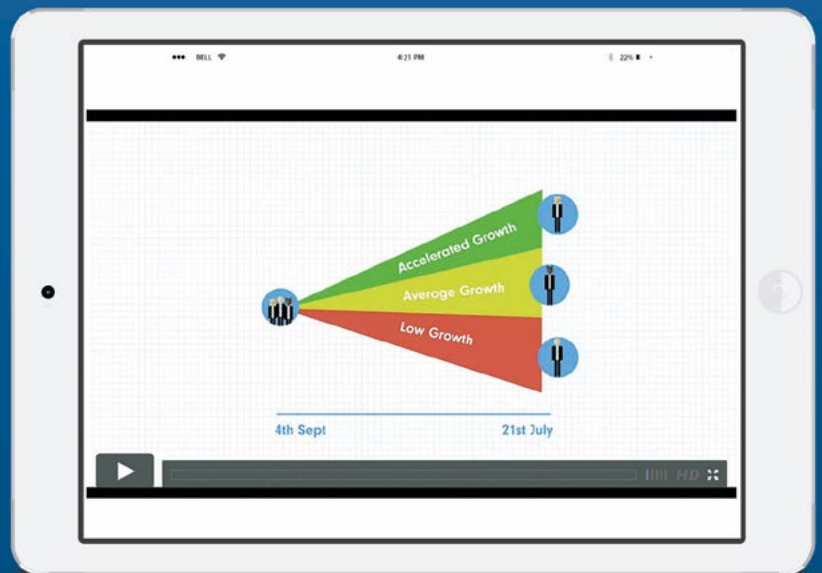 BELL
4:21 PM
22%
Accelerated Growth
Average Growth
Low Growth
4th Sept
21st July
HD